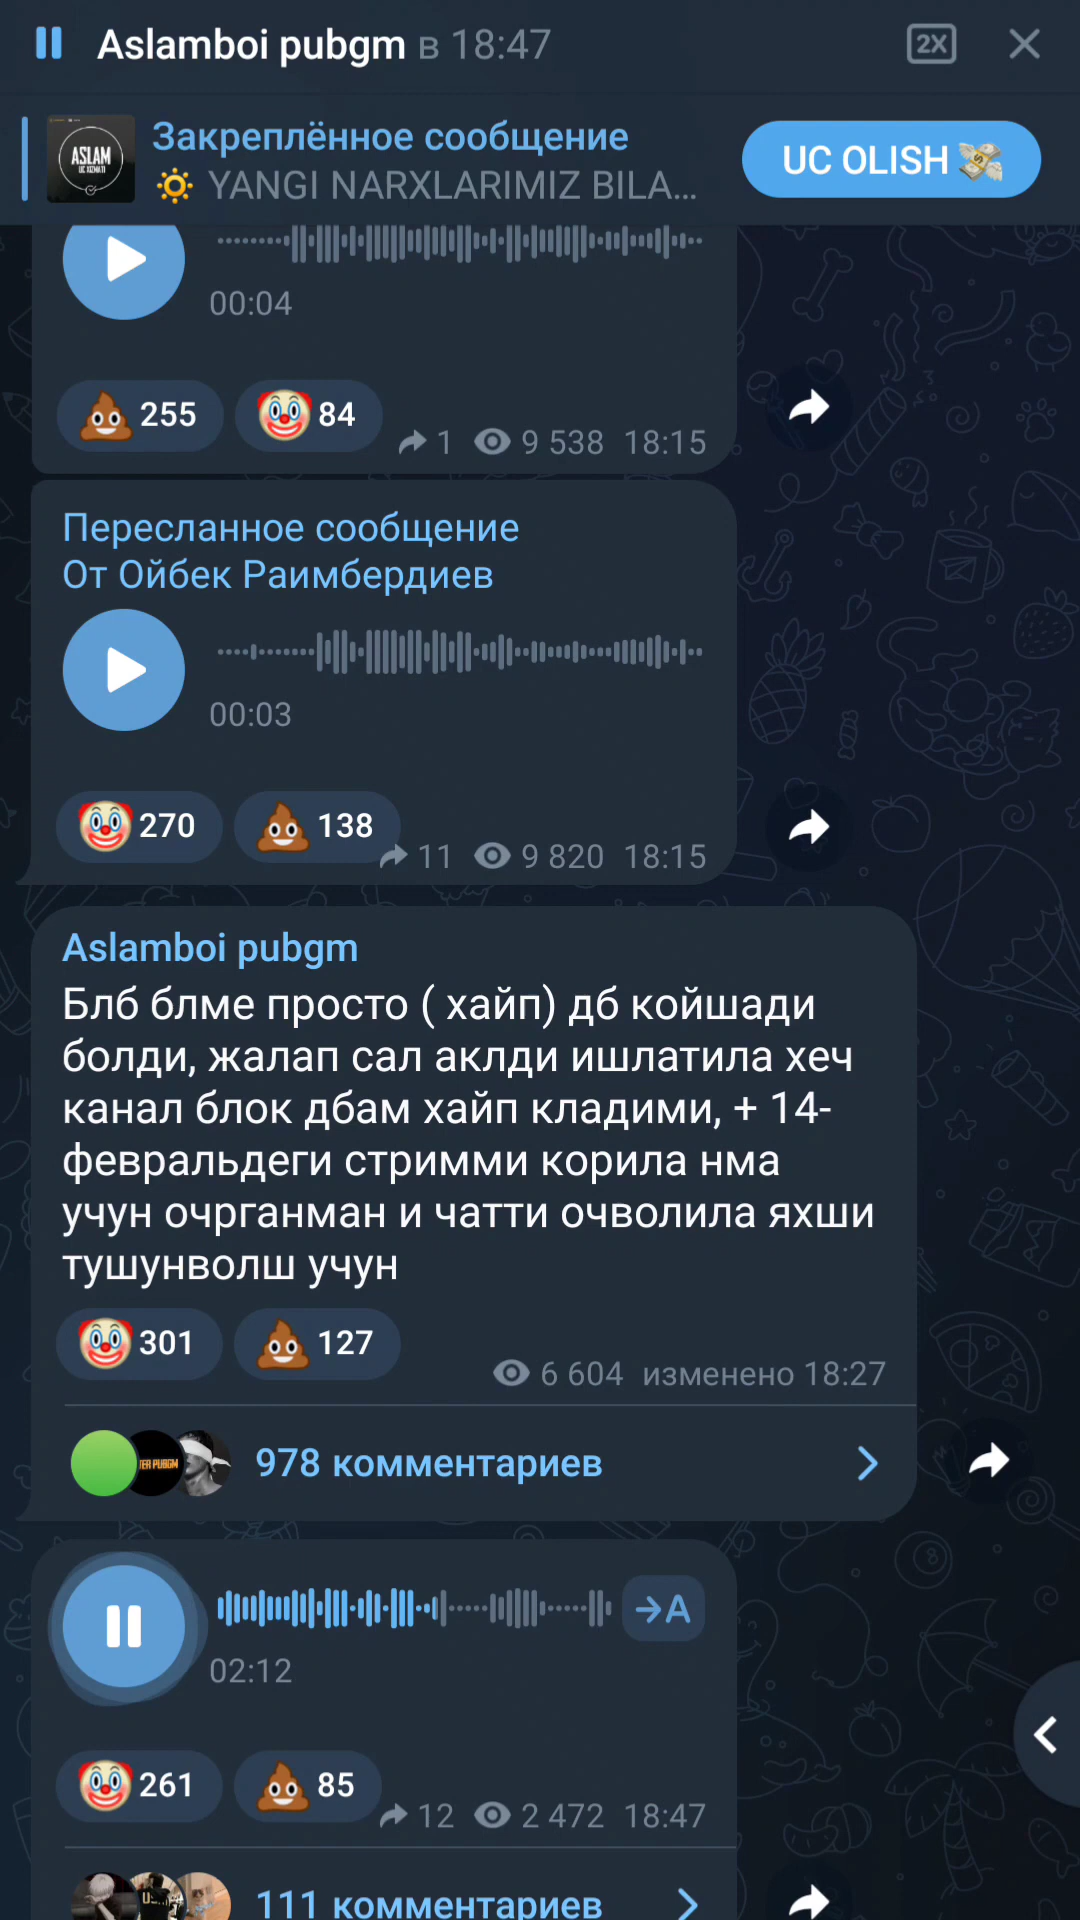 Aslamboi pubgm в 18:47
2X
ASLAM
Закреплённое сообщение
YANGI NARXLARIMIZ BILA...
UC OLISH
00:04
255 84
1 9 538 18:15
Пересланное сообщение
От Ойбек Раимбердиев
00:03
270 138
11 9 820 18:15
Aslamboi pubgm
Блб блме просто ( хайп) дб койшади
болди, жалап сал аклди ишлатила хеч
канал блок дбам хайп кладими, + 14-
февральдеги стримми корила нма
учун очрганман и чатти очволила яхши
тушунволш учун
301 127
6 604 изменено 18:27
978 комментариев
→A
02:12
261 85
12 2 472 18:47
111 комментариев